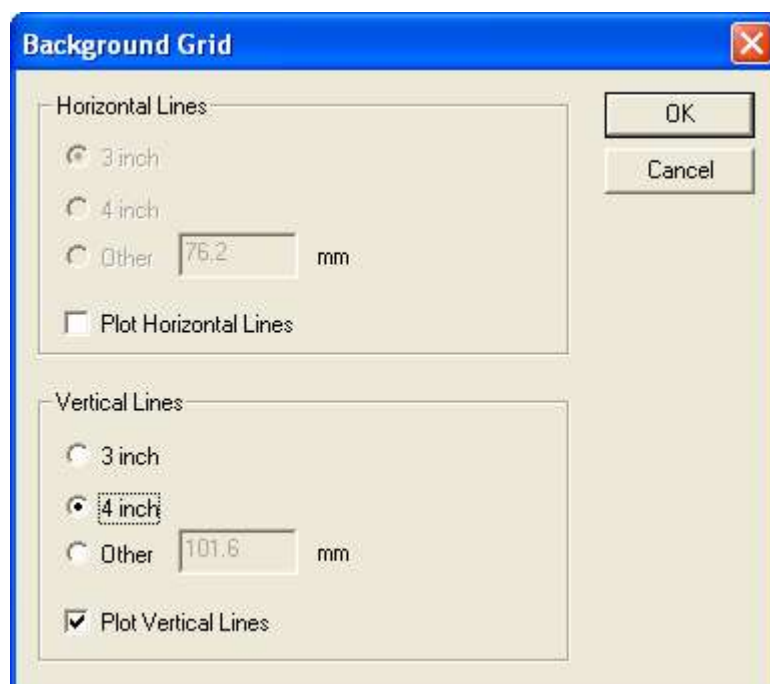 Background Grid
Horizontal Lines
OK
3 inch
Cancel
4 inch
Other 76.2 mm
Plot Horizontal Lines
Vertical Lines
3 inch
4 inch
Other 101.6 mm
Plot Vertical Lines